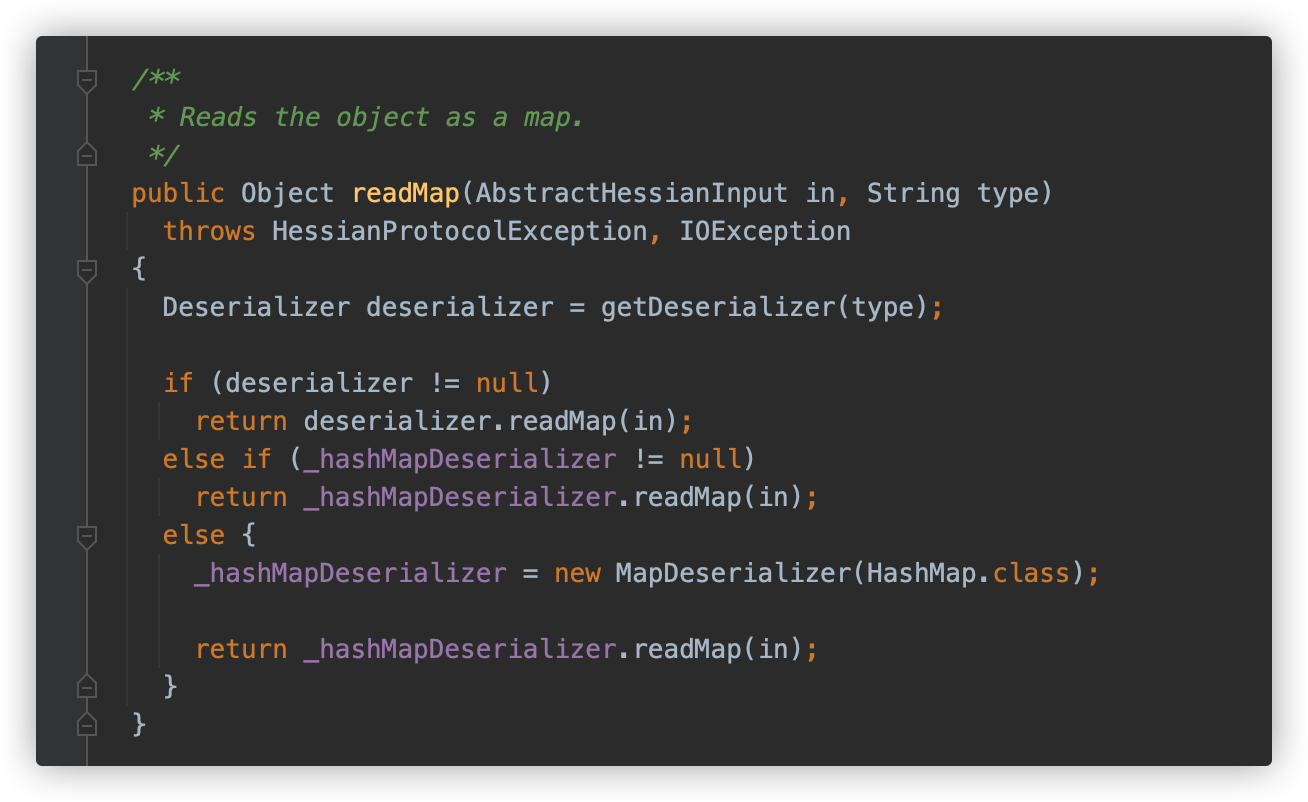 /**
 * Reads the object as a map.
 */
public Object readMap(AbstractHessianInput in, String type)
  throws HessianProtocolException, IOException
{
  Deserializer deserializer = getDeserializer(type);

  if (deserializer != null)
    return deserializer.readMap(in);
  else if (_hashMapDeserializer != null)
    return _hashMapDeserializer.readMap(in);
  else {
    _hashMapDeserializer = new MapDeserializer(HashMap.class);

    return _hashMapDeserializer.readMap(in);
  }
}